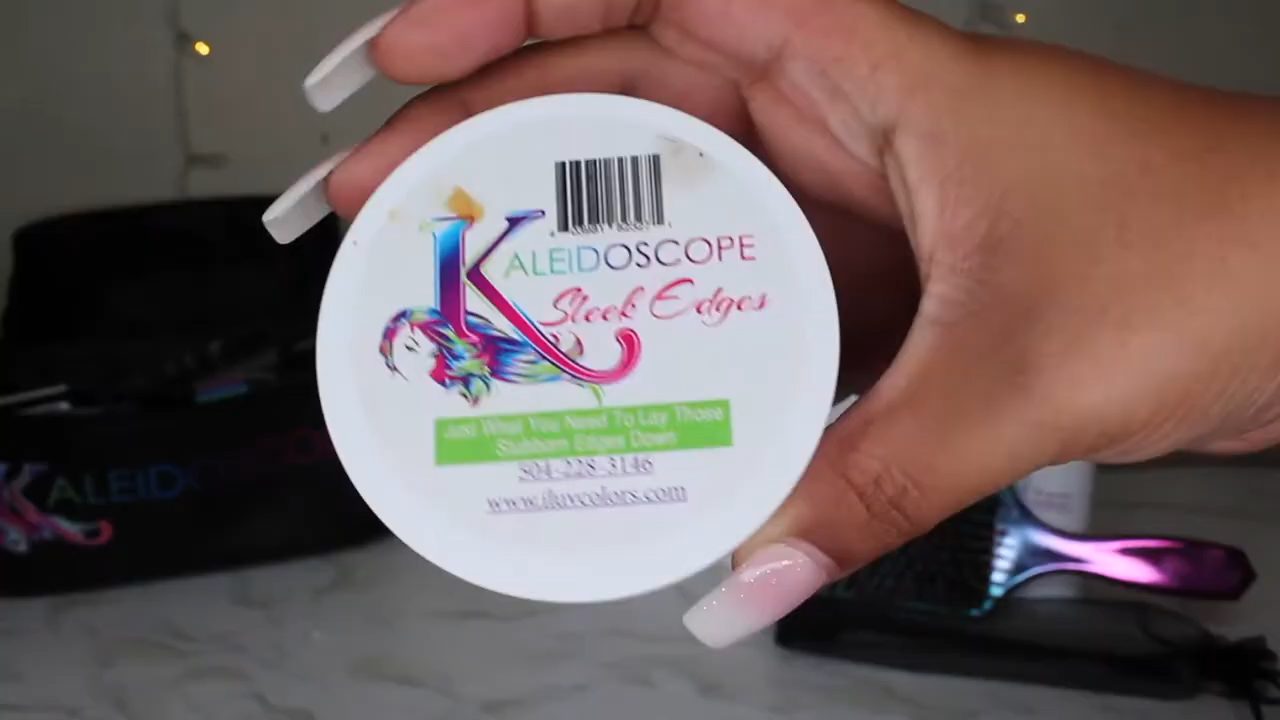 KALEIDOSCOPE
Sleek Edges
Just What You Need To Lay Those
Stubborn Edges Down
504-228-3146
www.iluvcolors.com
KALEIDOSCOPE